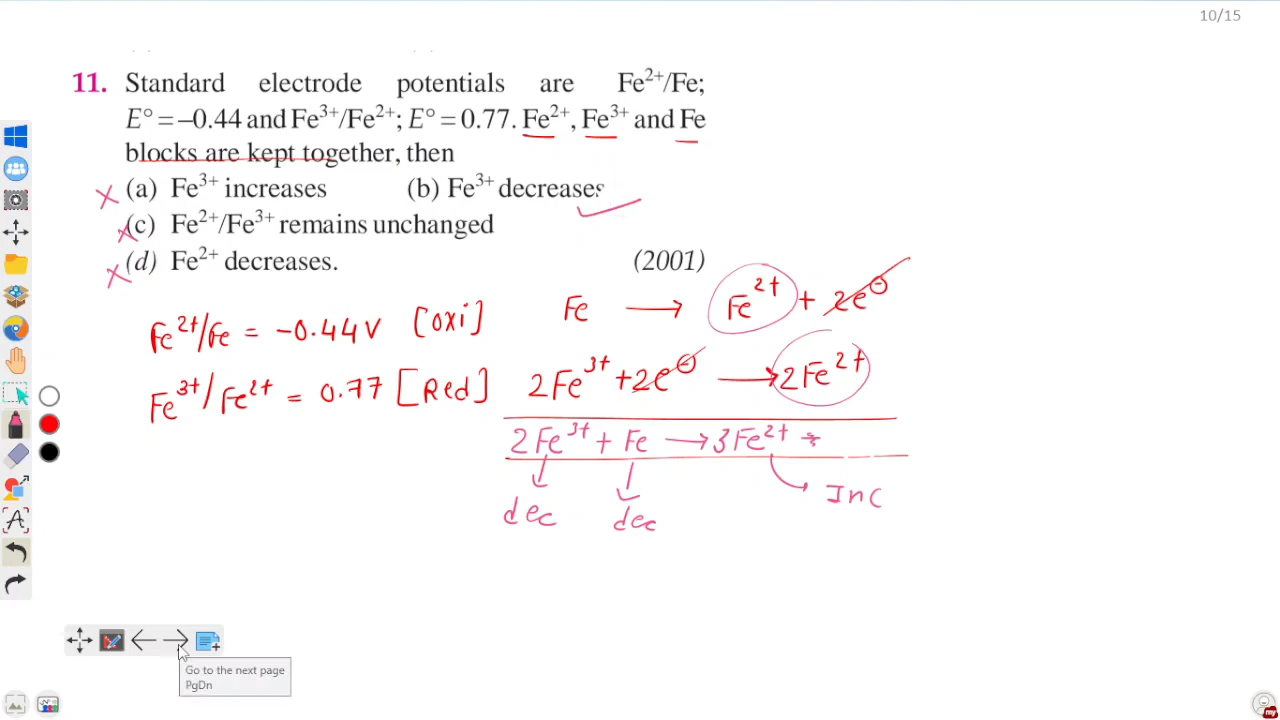 10/15
11. Standard electrode potentials are Fe²⁺/Fe;
E° = –0.44 and Fe³⁺/Fe²⁺; E° = 0.77. Fe²⁺, Fe³⁺ and Fe
blocks are kept together, then
(a) Fe³⁺ increases (b) Fe³⁺ decreases
(c) Fe²⁺/Fe³⁺ remains unchanged
(d) Fe²⁺ decreases. (2001)
Fe²⁺/Fe = -0.44V [Oxi] Fe → Fe²⁺ + 2e⊖
Fe³⁺/Fe²⁺ = 0.77 [Red] 2Fe³⁺ + 2e⊖ → 2Fe²⁺
2Fe³⁺ + Fe → 3Fe²⁺
dec dec Inc
Go to the next page
PgDn